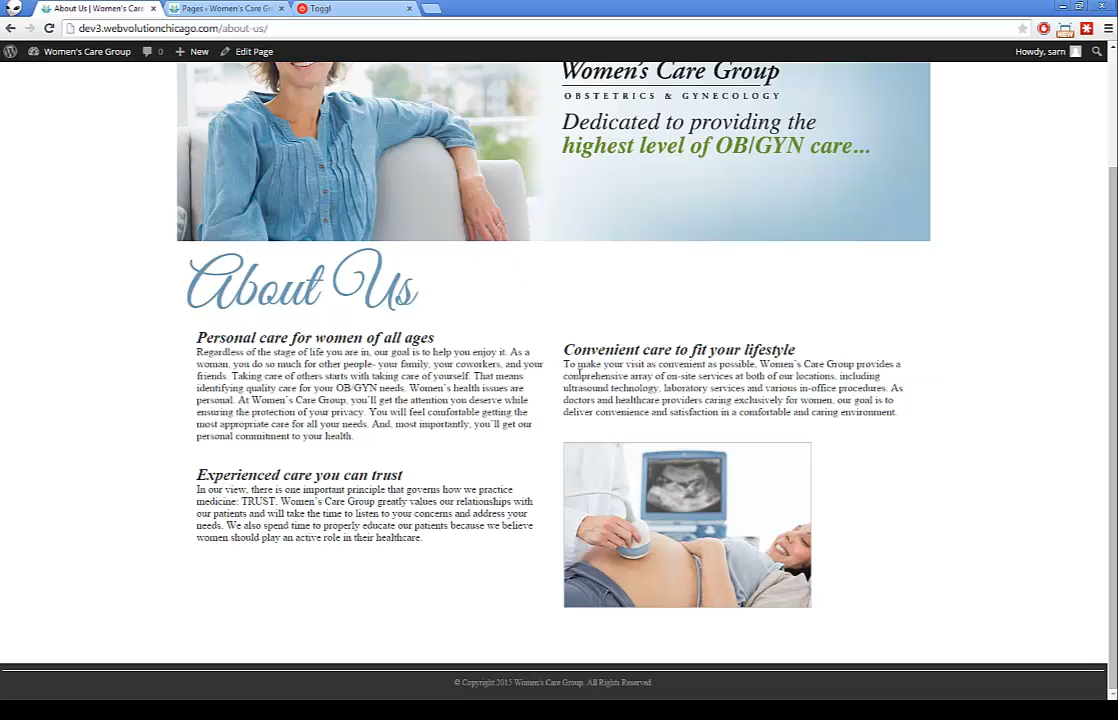 About Us | Women's Care
Pages ‹ Women's Care Gr
Toggl
dev3.webvolutionchicago.com/about-us/
NEW
Women's Care Group
0
New
Edit Page
Howdy, sarn
Women's Care Group
OBSTETRICS & GYNECOLOGY
Dedicated to providing the
highest level of OB/GYN care...
About Us
Personal care for women of all ages
Regardless of the stage of life you are in, our goal is to help you enjoy it. As a
woman, you do so much for other people- your family, your coworkers, and your
friends. Taking care of others starts with taking care of yourself. That means
identifying quality care for your OB/GYN needs. Women's health issues are
personal. At Women's Care Group, you'll get the attention you deserve while
ensuring the protection of your privacy. You will feel comfortable getting the
most appropriate care for all your needs. And, most importantly, you'll get our
personal commitment to your health.
Experienced care you can trust
In our view, there is one important principle that governs how we practice
medicine: TRUST. Women's Care Group greatly values our relationships with
our patients and will take the time to listen to your concerns and address your
needs. We also spend time to properly educate our patients because we believe
women should play an active role in their healthcare.
Convenient care to fit your lifestyle
To make your visit as convenient as possible, Women's Care Group provides a
comprehensive array of on-site services at both of our locations, including
ultrasound technology, laboratory services and various in-office procedures. As
doctors and healthcare providers caring exclusively for women, our goal is to
deliver convenience and satisfaction in a comfortable and caring environment.
© Copyright 2015 Women's Care Group. All Rights Reserved